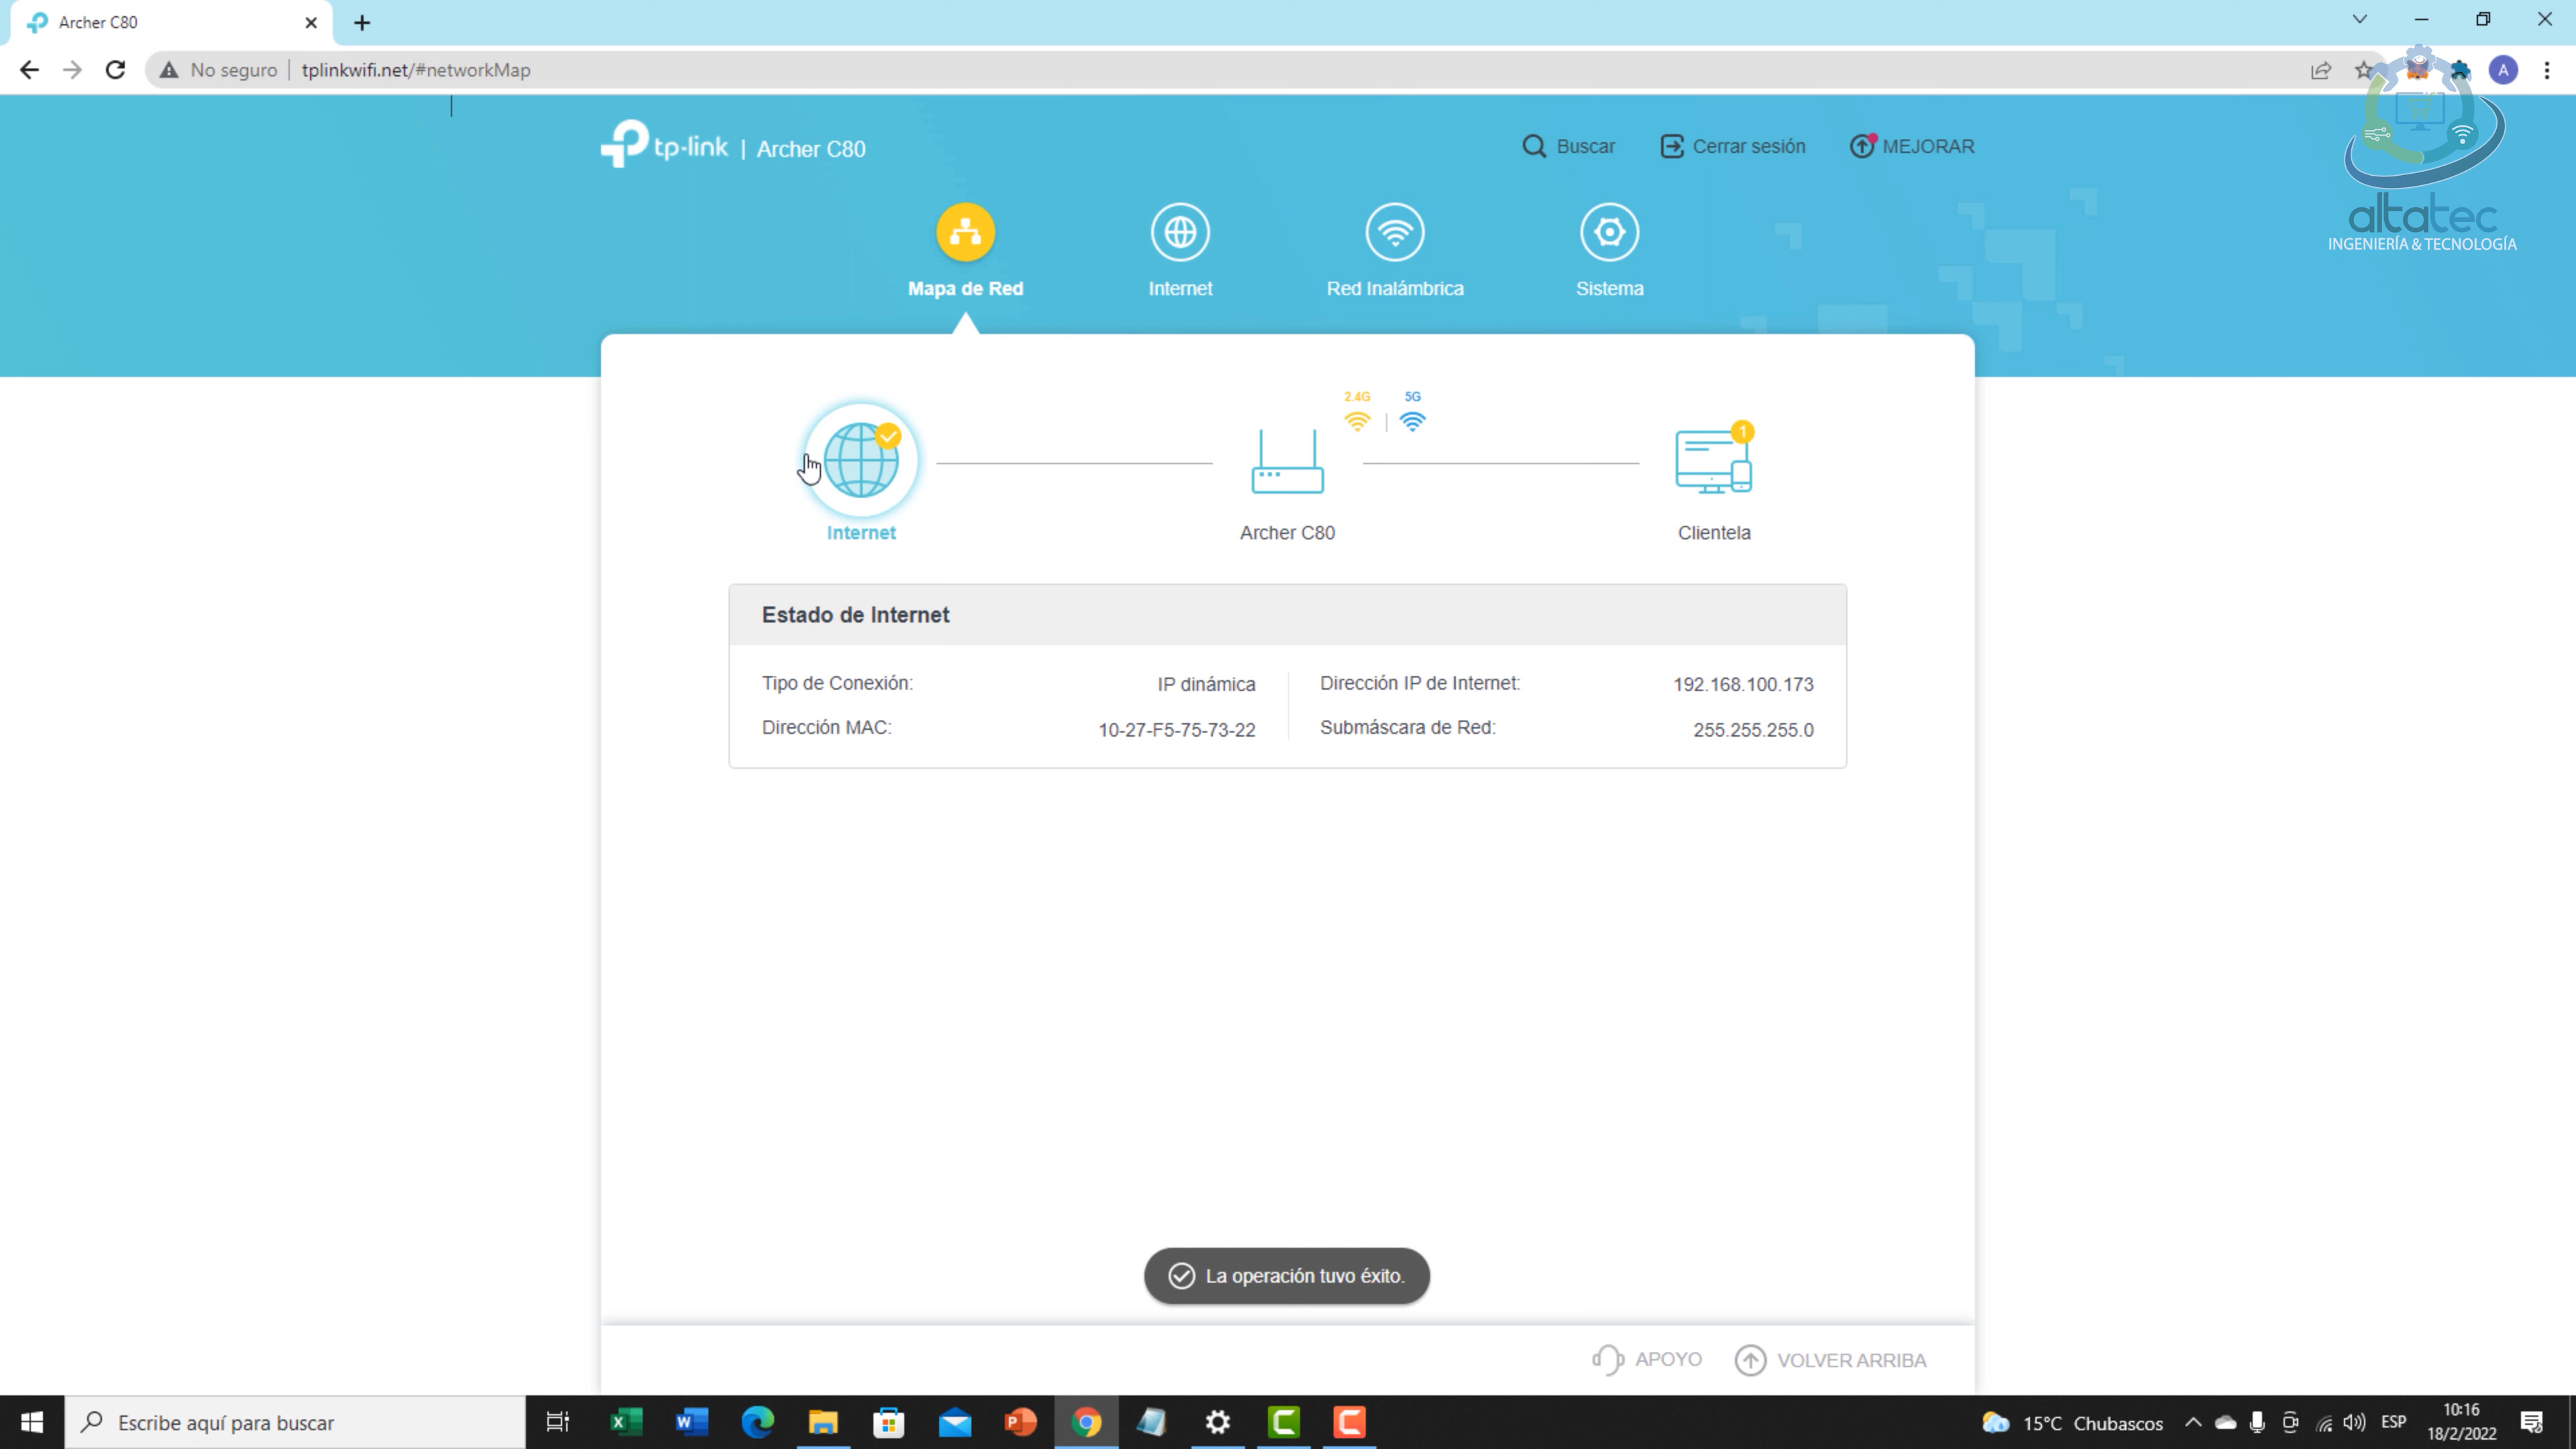 Archer C80
No seguro
tplinkwifi.net/#networkMap
A
tp-link | Archer C80
Buscar
Cerrar sesión
MEJORAR
altatec
INGENIERÍA & TECNOLOGÍA
Mapa de Red
Internet
Red Inalámbrica
Sistema
2.4G
5G
1
Internet
Archer C80
Clientela
Estado de Internet
Tipo de Conexión: IP dinámica
Dirección IP de Internet: 192.168.100.173
Dirección MAC: 10-27-F5-75-73-22
Submáscara de Red: 255.255.255.0
La operación tuvo éxito.
APOYO
VOLVER ARRIBA
Escribe aquí para buscar
15°C Chubascos
ESP
10:16
18/2/2022